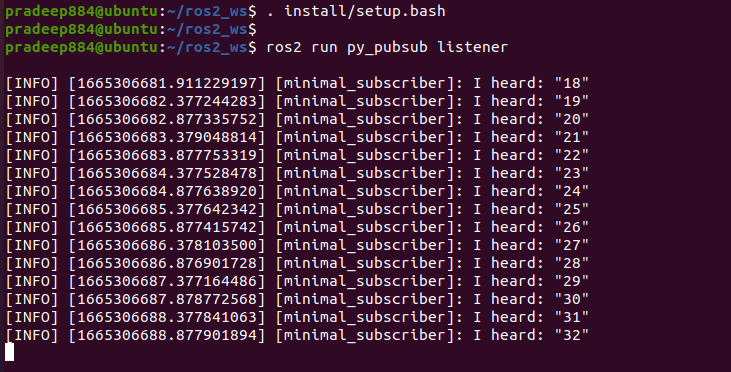 pradeep884@ubuntu:~/ros2_ws$ . install/setup.bash
pradeep884@ubuntu:~/ros2_ws$
pradeep884@ubuntu:~/ros2_ws$ ros2 run py_pubsub listener
[INFO] [1665306681.911229197] [minimal_subscriber]: I heard: "18"
[INFO] [1665306682.377244283] [minimal_subscriber]: I heard: "19"
[INFO] [1665306682.877335752] [minimal_subscriber]: I heard: "20"
[INFO] [1665306683.379048814] [minimal_subscriber]: I heard: "21"
[INFO] [1665306683.877753319] [minimal_subscriber]: I heard: "22"
[INFO] [1665306684.377528478] [minimal_subscriber]: I heard: "23"
[INFO] [1665306684.877638920] [minimal_subscriber]: I heard: "24"
[INFO] [1665306685.377642342] [minimal_subscriber]: I heard: "25"
[INFO] [1665306685.877415742] [minimal_subscriber]: I heard: "26"
[INFO] [1665306686.378103500] [minimal_subscriber]: I heard: "27"
[INFO] [1665306686.876901728] [minimal_subscriber]: I heard: "28"
[INFO] [1665306687.377164486] [minimal_subscriber]: I heard: "29"
[INFO] [1665306687.878772568] [minimal_subscriber]: I heard: "30"
[INFO] [1665306688.377841063] [minimal_subscriber]: I heard: "31"
[INFO] [1665306688.877901894] [minimal_subscriber]: I heard: "32"